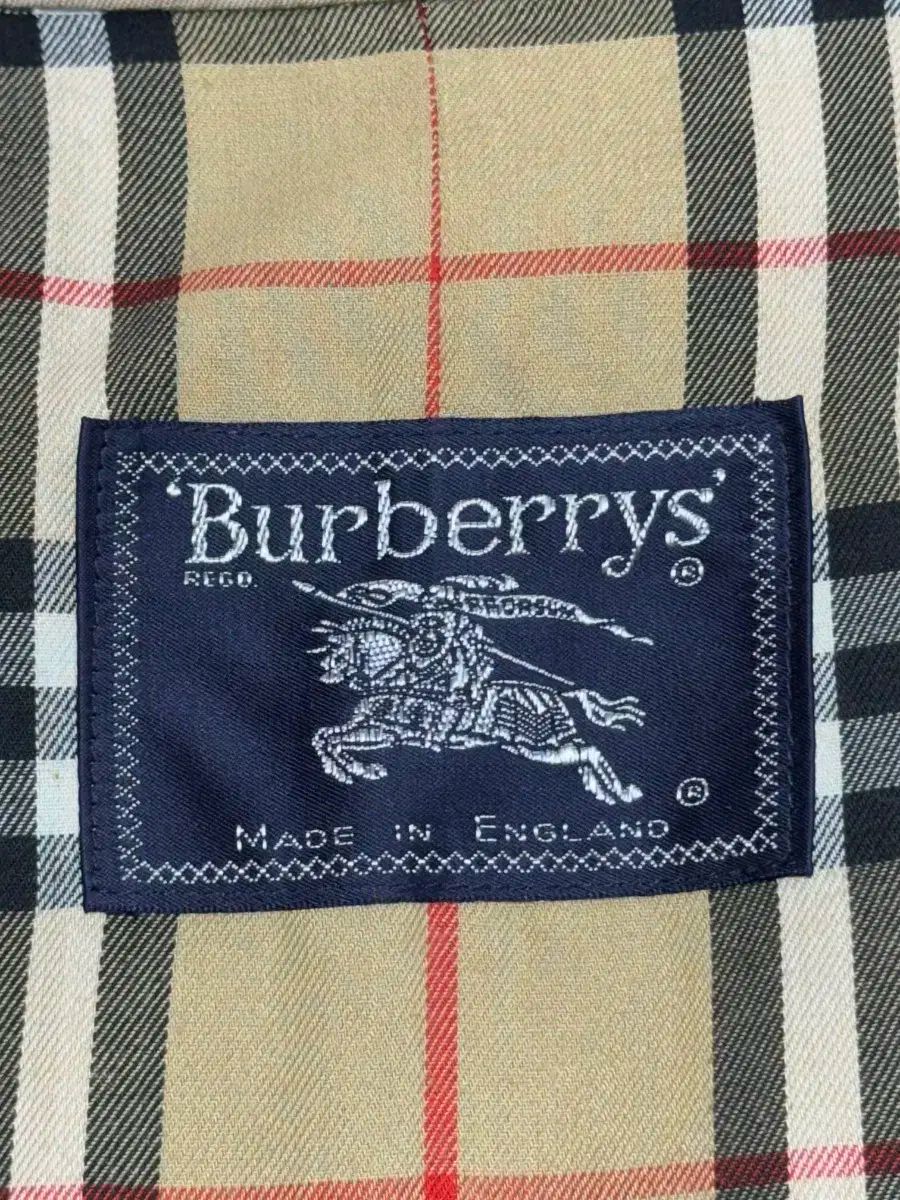 'Burberrys'
REGD.
®
PRORSUM
®
MADE IN ENGLAND